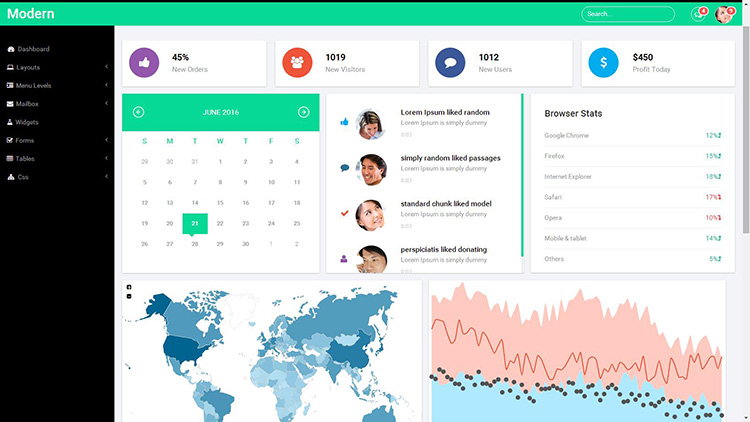 Modern
Search...
4
3
Dashboard
Layouts
Menu Levels
Mailbox
Widgets
Forms
Tables
Css
45%
New Orders
1019
New Visitors
1012
New Users
$450
Profit Today
JUNE 2016
S M T W T F S
29 30 31 1 2 3 4
5 6 7 8 9 10 11
12 13 14 15 16 17 18
19 20 21 22 23 24 25
26 27 28 29 30 1 2
Lorem Ipsum liked random
Lorem Ipsum is simply dummy
8:03
simply random liked passages
Lorem Ipsum is simply dummy
8:03
standard chunk liked model
Lorem Ipsum is simply dummy
8:03
perspiciatis liked donating
Lorem Ipsum is simply dummy
Browser Stats
Google Chrome 12%
Firefox 15%
Internet Explorer 18%
Safari 17%
Opera 10%
Mobile & tablet 14%
Others 5%